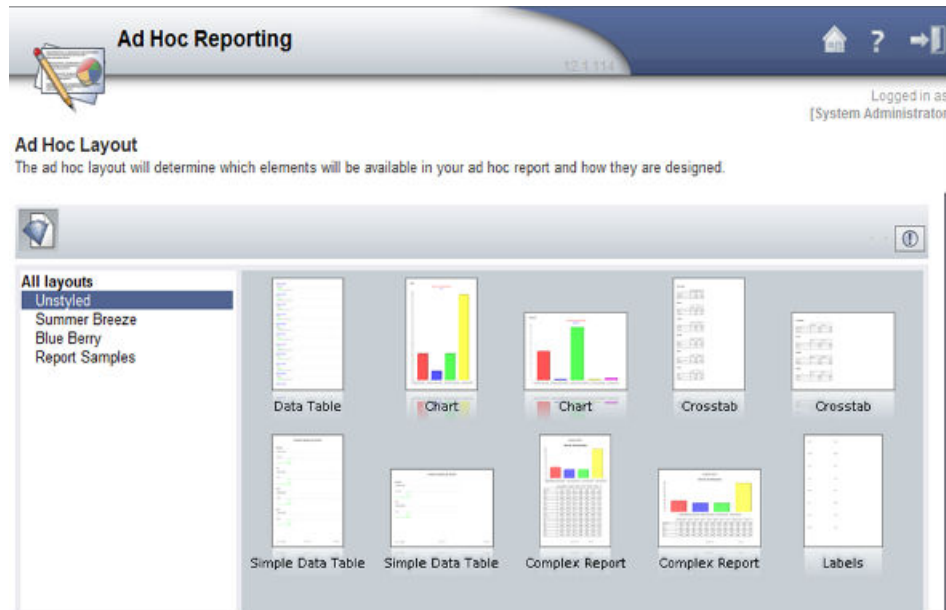 Ad Hoc Reporting
12.1.114
?
Logged in as
[System Administrator
Ad Hoc Layout
The ad hoc layout will determine which elements will be available in your ad hoc report and how they are designed.
All layouts
Unstyled
Summer Breeze
Blue Berry
Report Samples
Data Table
Chart
Chart
Crosstab
Crosstab
Simple Data Table
Simple Data Table
Complex Report
Complex Report
Labels